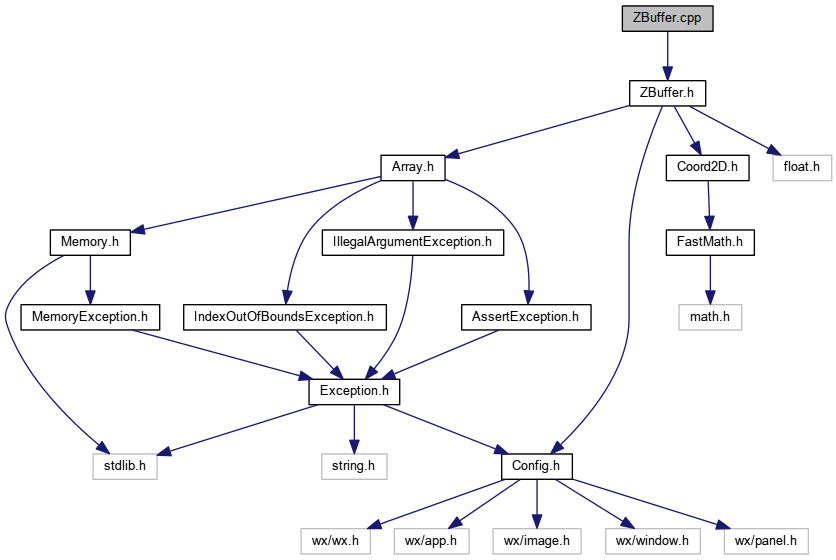 ZBuffer.cpp
ZBuffer.h
Array.h
Coord2D.h
float.h
Memory.h
IllegalArgumentException.h
FastMath.h
MemoryException.h
IndexOutOfBoundsException.h
AssertException.h
math.h
Exception.h
stdlib.h
string.h
Config.h
wx/wx.h
wx/app.h
wx/image.h
wx/window.h
wx/panel.h